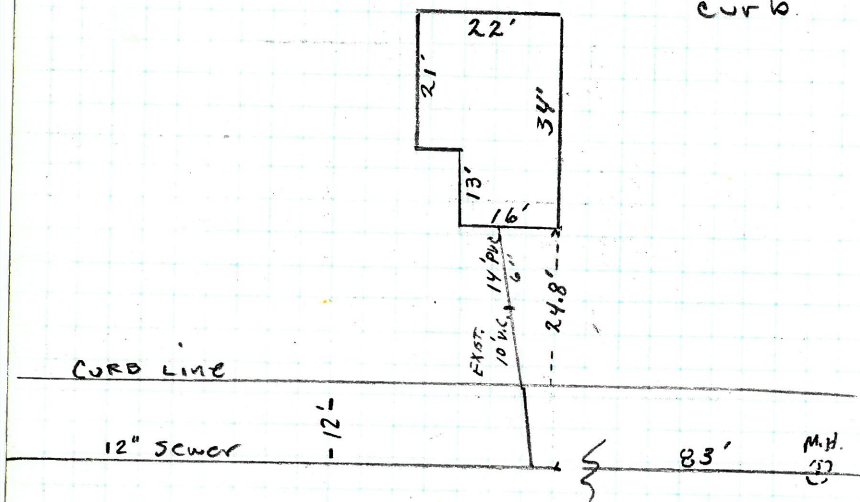 curb.
22'
21'
34'
13'
16'
14' PVC
6"
24.8'
EXIST.
10' V.C.
CURB LINE
12'
12" Sewer
83'
M.H.